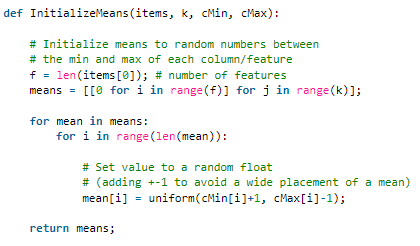 def InitializeMeans(items, k, cMin, cMax):
    # Initialize means to random numbers between
    # the min and max of each column/feature
    f = len(items[0]); # number of features
    means = [[0 for i in range(f)] for j in range(k)];
    for mean in means:
        for i in range(len(mean)):
            # Set value to a random float
            # (adding +-1 to avoid a wide placement of a mean)
            mean[i] = uniform(cMin[i]+1, cMax[i]-1);
    return means;